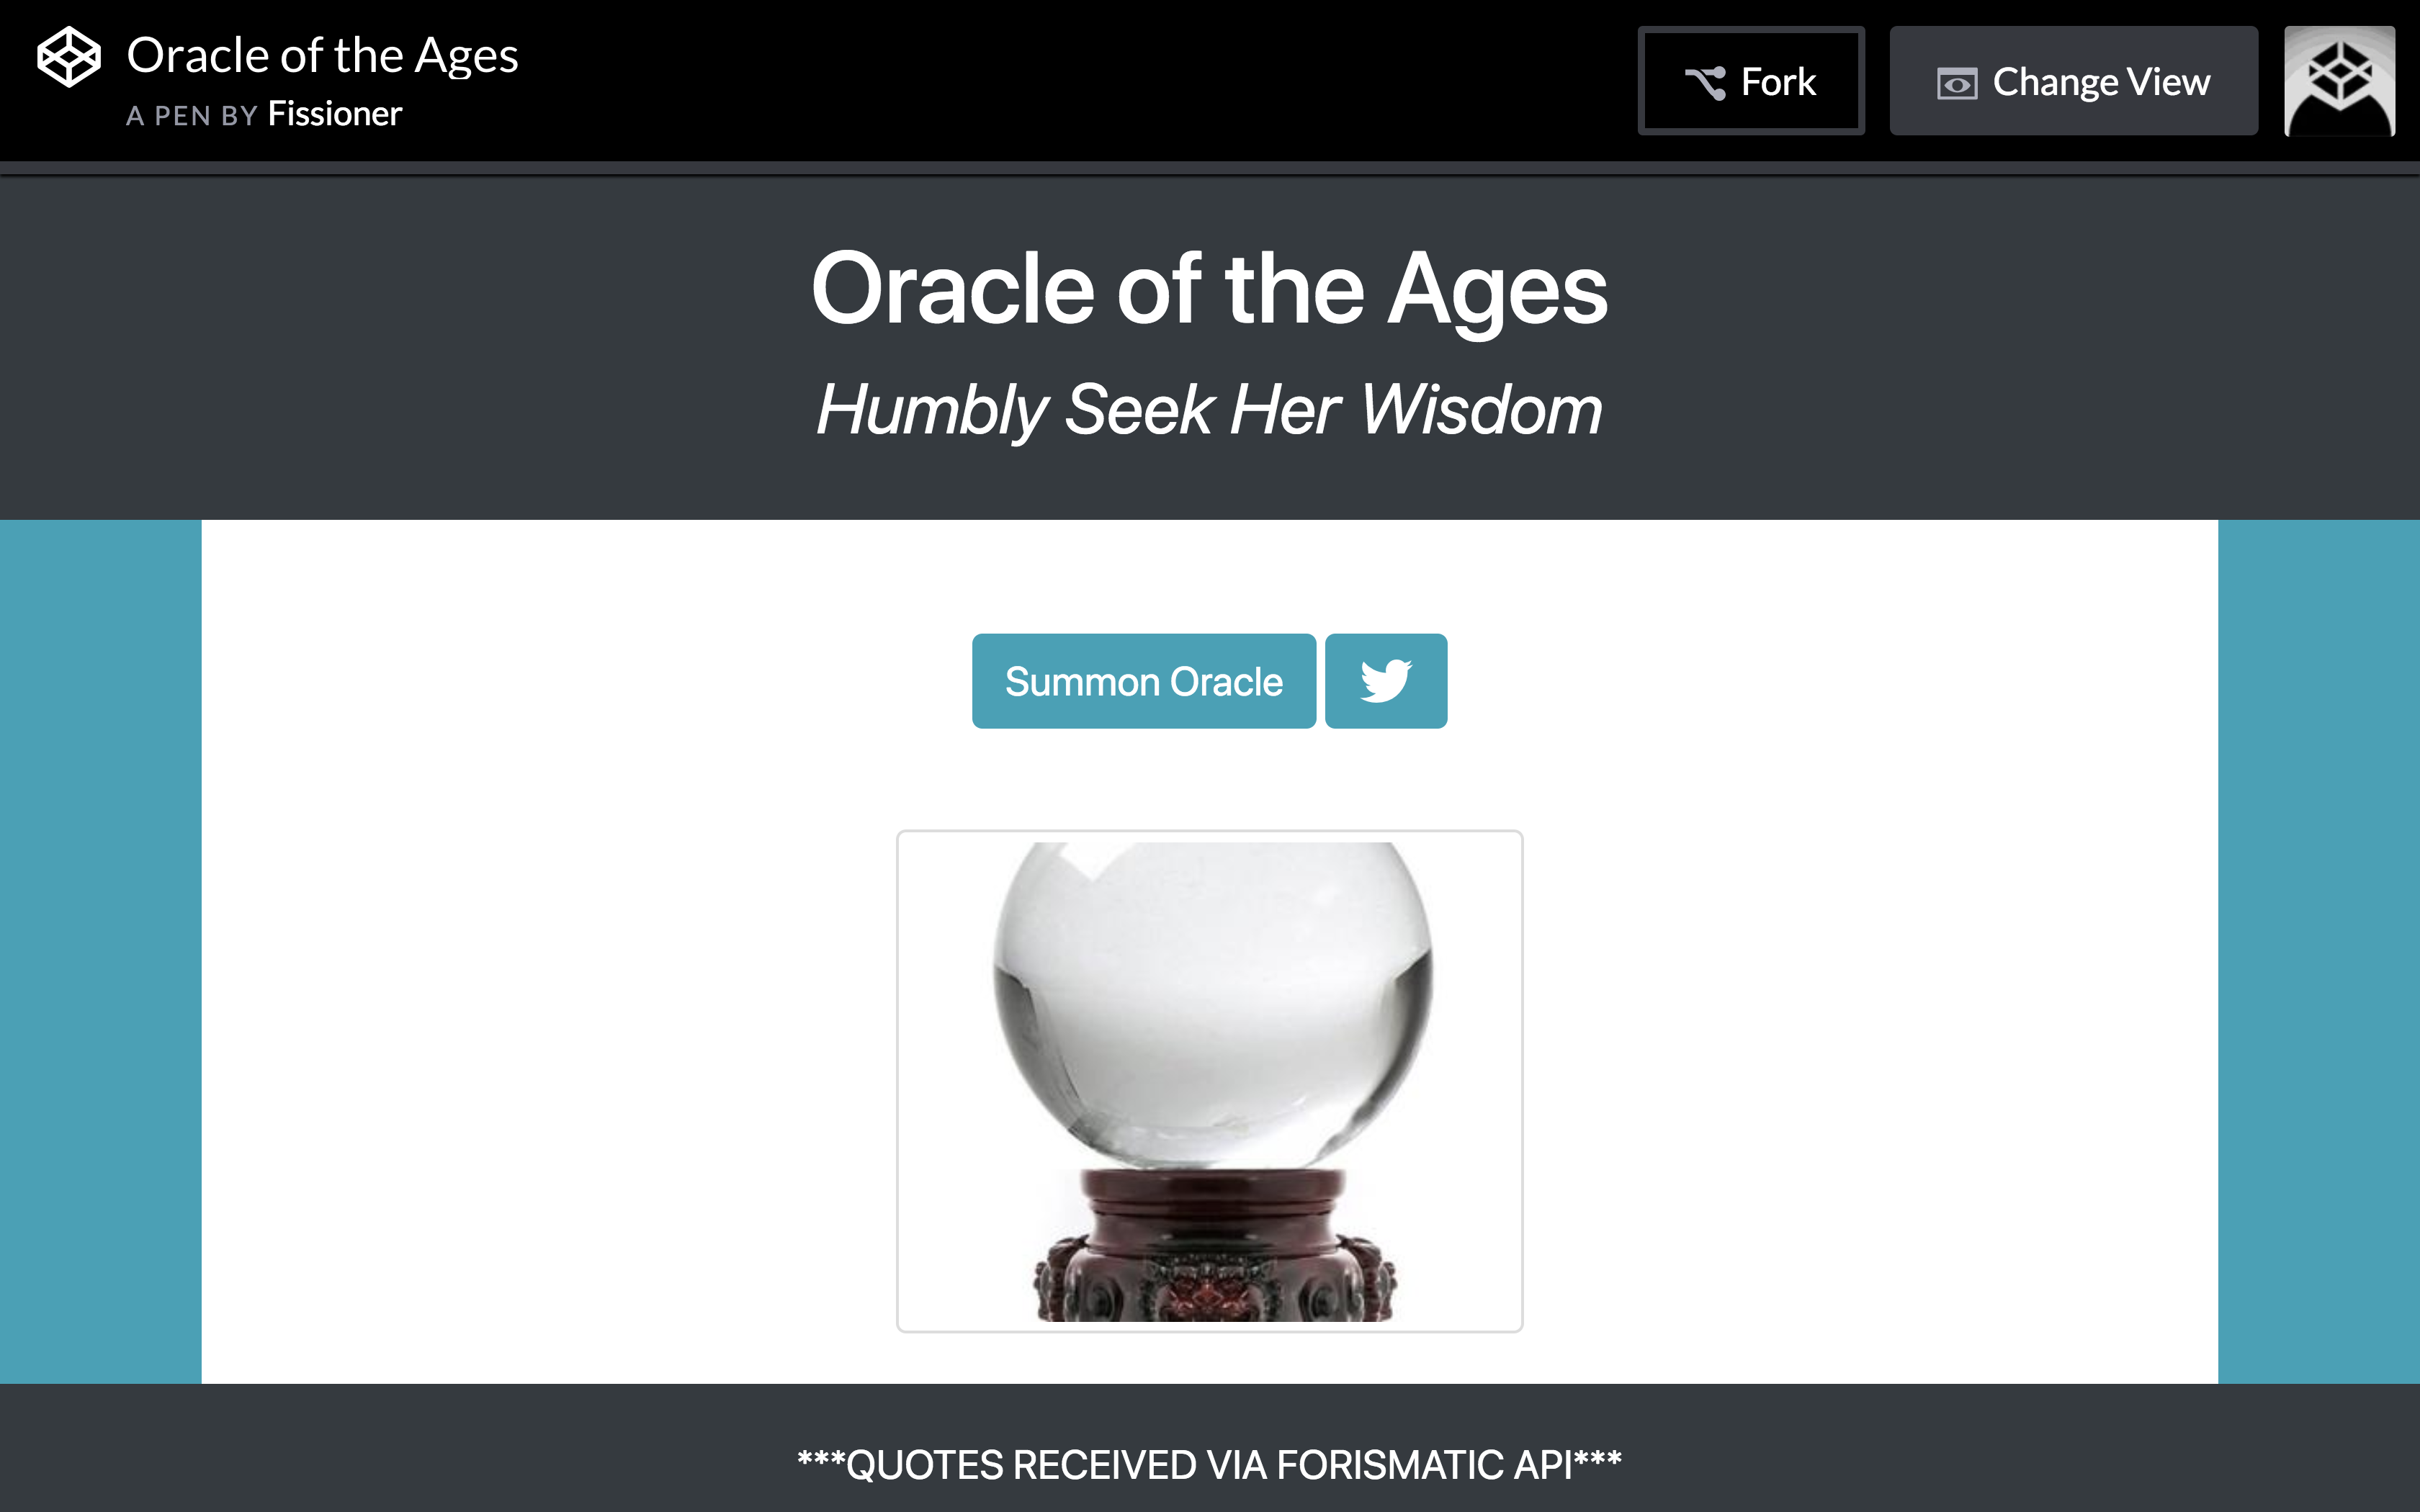 Oracle of the Ages
A PEN BY Fissioner
Fork
Change View
Oracle of the Ages
Humbly Seek Her Wisdom
Summon Oracle
***QUOTES RECEIVED VIA FORISMATIC API***